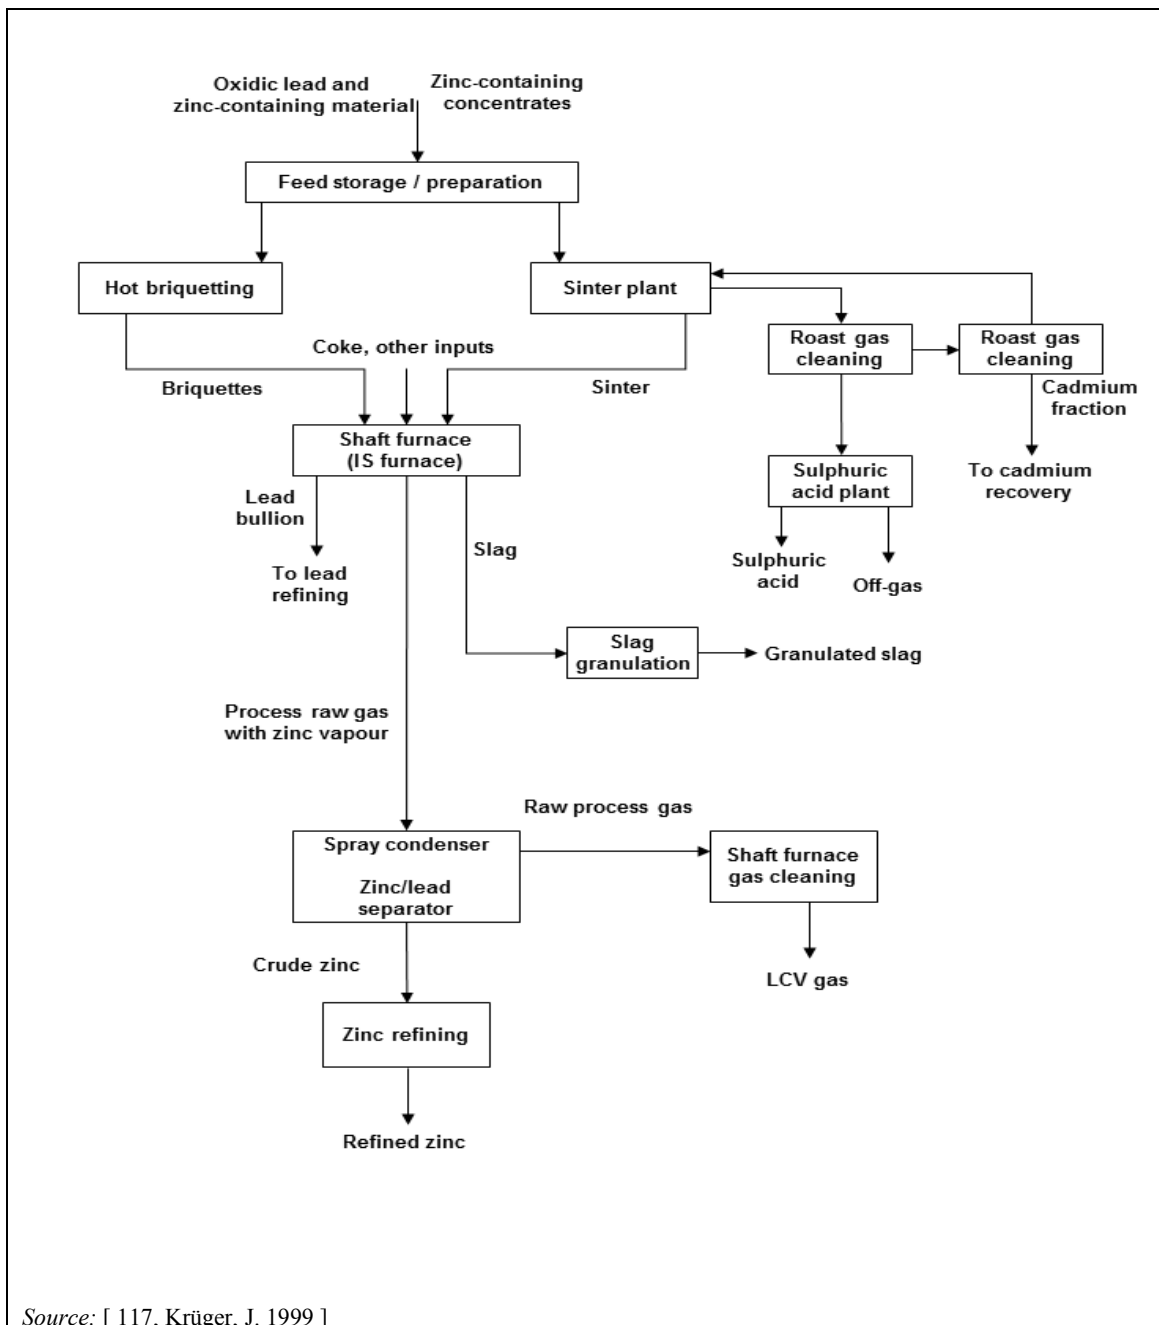 Oxidic lead and
zinc-containing material
Zinc-containing
concentrates
Feed storage / preparation
Hot briquetting
Sinter plant
Roast gas
cleaning
Roast gas
cleaning
Coke, other inputs
Briquettes
Sinter
Cadmium
fraction
Shaft furnace
(IS furnace)
Sulphuric
acid plant
To cadmium
recovery
Lead
bullion
Slag
To lead
refining
Sulphuric
acid
Off-gas
Slag
granulation
Granulated slag
Process raw gas
with zinc vapour
Raw process gas
Spray condenser
Zinc/lead
separator
Shaft furnace
gas cleaning
Crude zinc
LCV gas
Zinc refining
Refined zinc
Source: [ 117, Krüger, J. 1999 ]